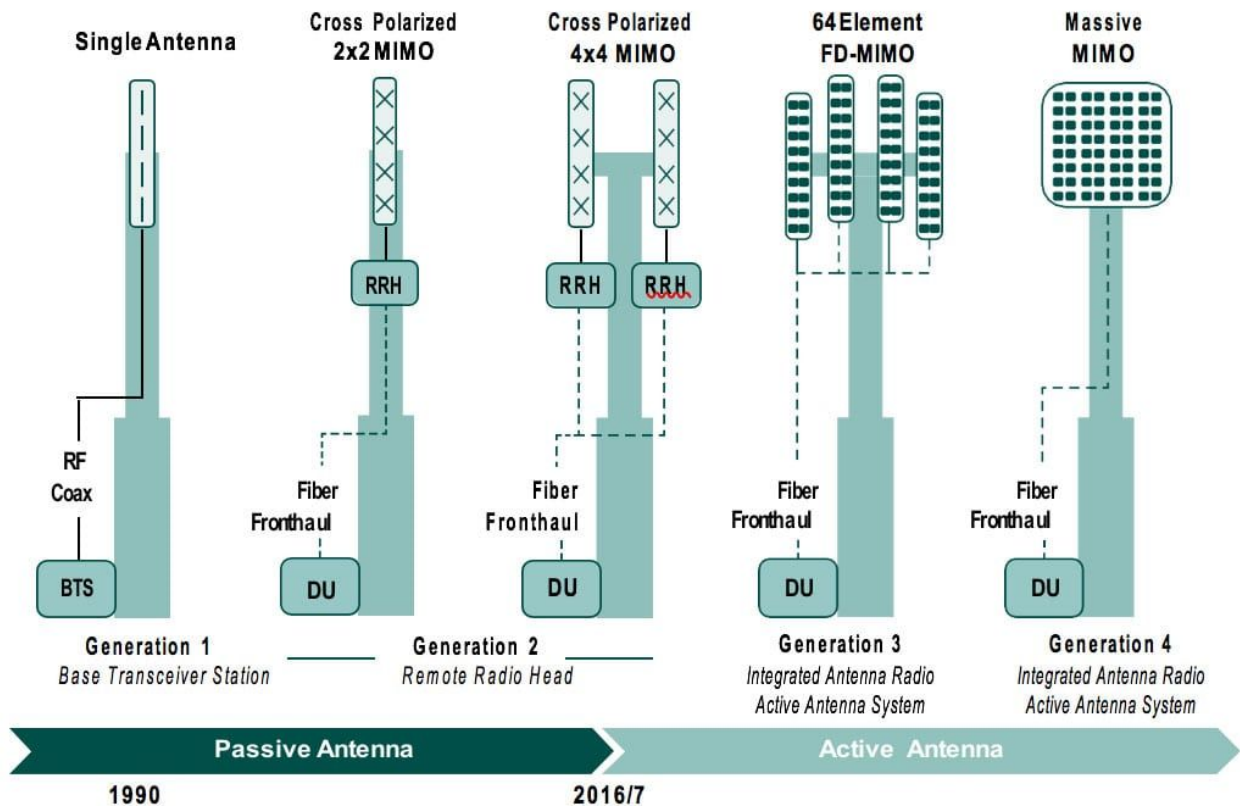 Single Antenna
RF
Coax
BTS
Generation 1
Base Transceiver Station
Cross Polarized
2x2 MIMO
RRH
Fiber
Fronthaul
DU
Cross Polarized
4x4 MIMO
RRH
RRH
Fiber
Fronthaul
DU
Generation 2
Remote Radio Head
64 Element
FD-MIMO
Fiber
Fronthaul
DU
Generation 3
Integrated Antenna Radio
Active Antenna System
Massive
MIMO
Fiber
Fronthaul
DU
Generation 4
Integrated Antenna Radio
Active Antenna System
Passive Antenna
Active Antenna
1990
2016/7